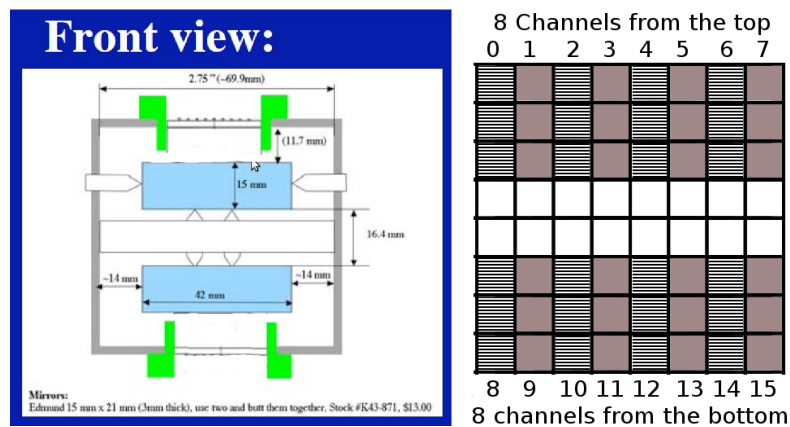 Front view:
2.75"(~69.9mm)
(11.7 mm)
15 mm
16.4 mm
~14 mm
~14 mm
42 mm
Mirrors:
Edmund 15 mm x 21 mm (3mm thick), use two and butt them together, Stock #K43-871, $13.00
8 Channels from the top
0 1 2 3 4 5 6 7
8 9 10 11 12 13 14 15
8 channels from the bottom